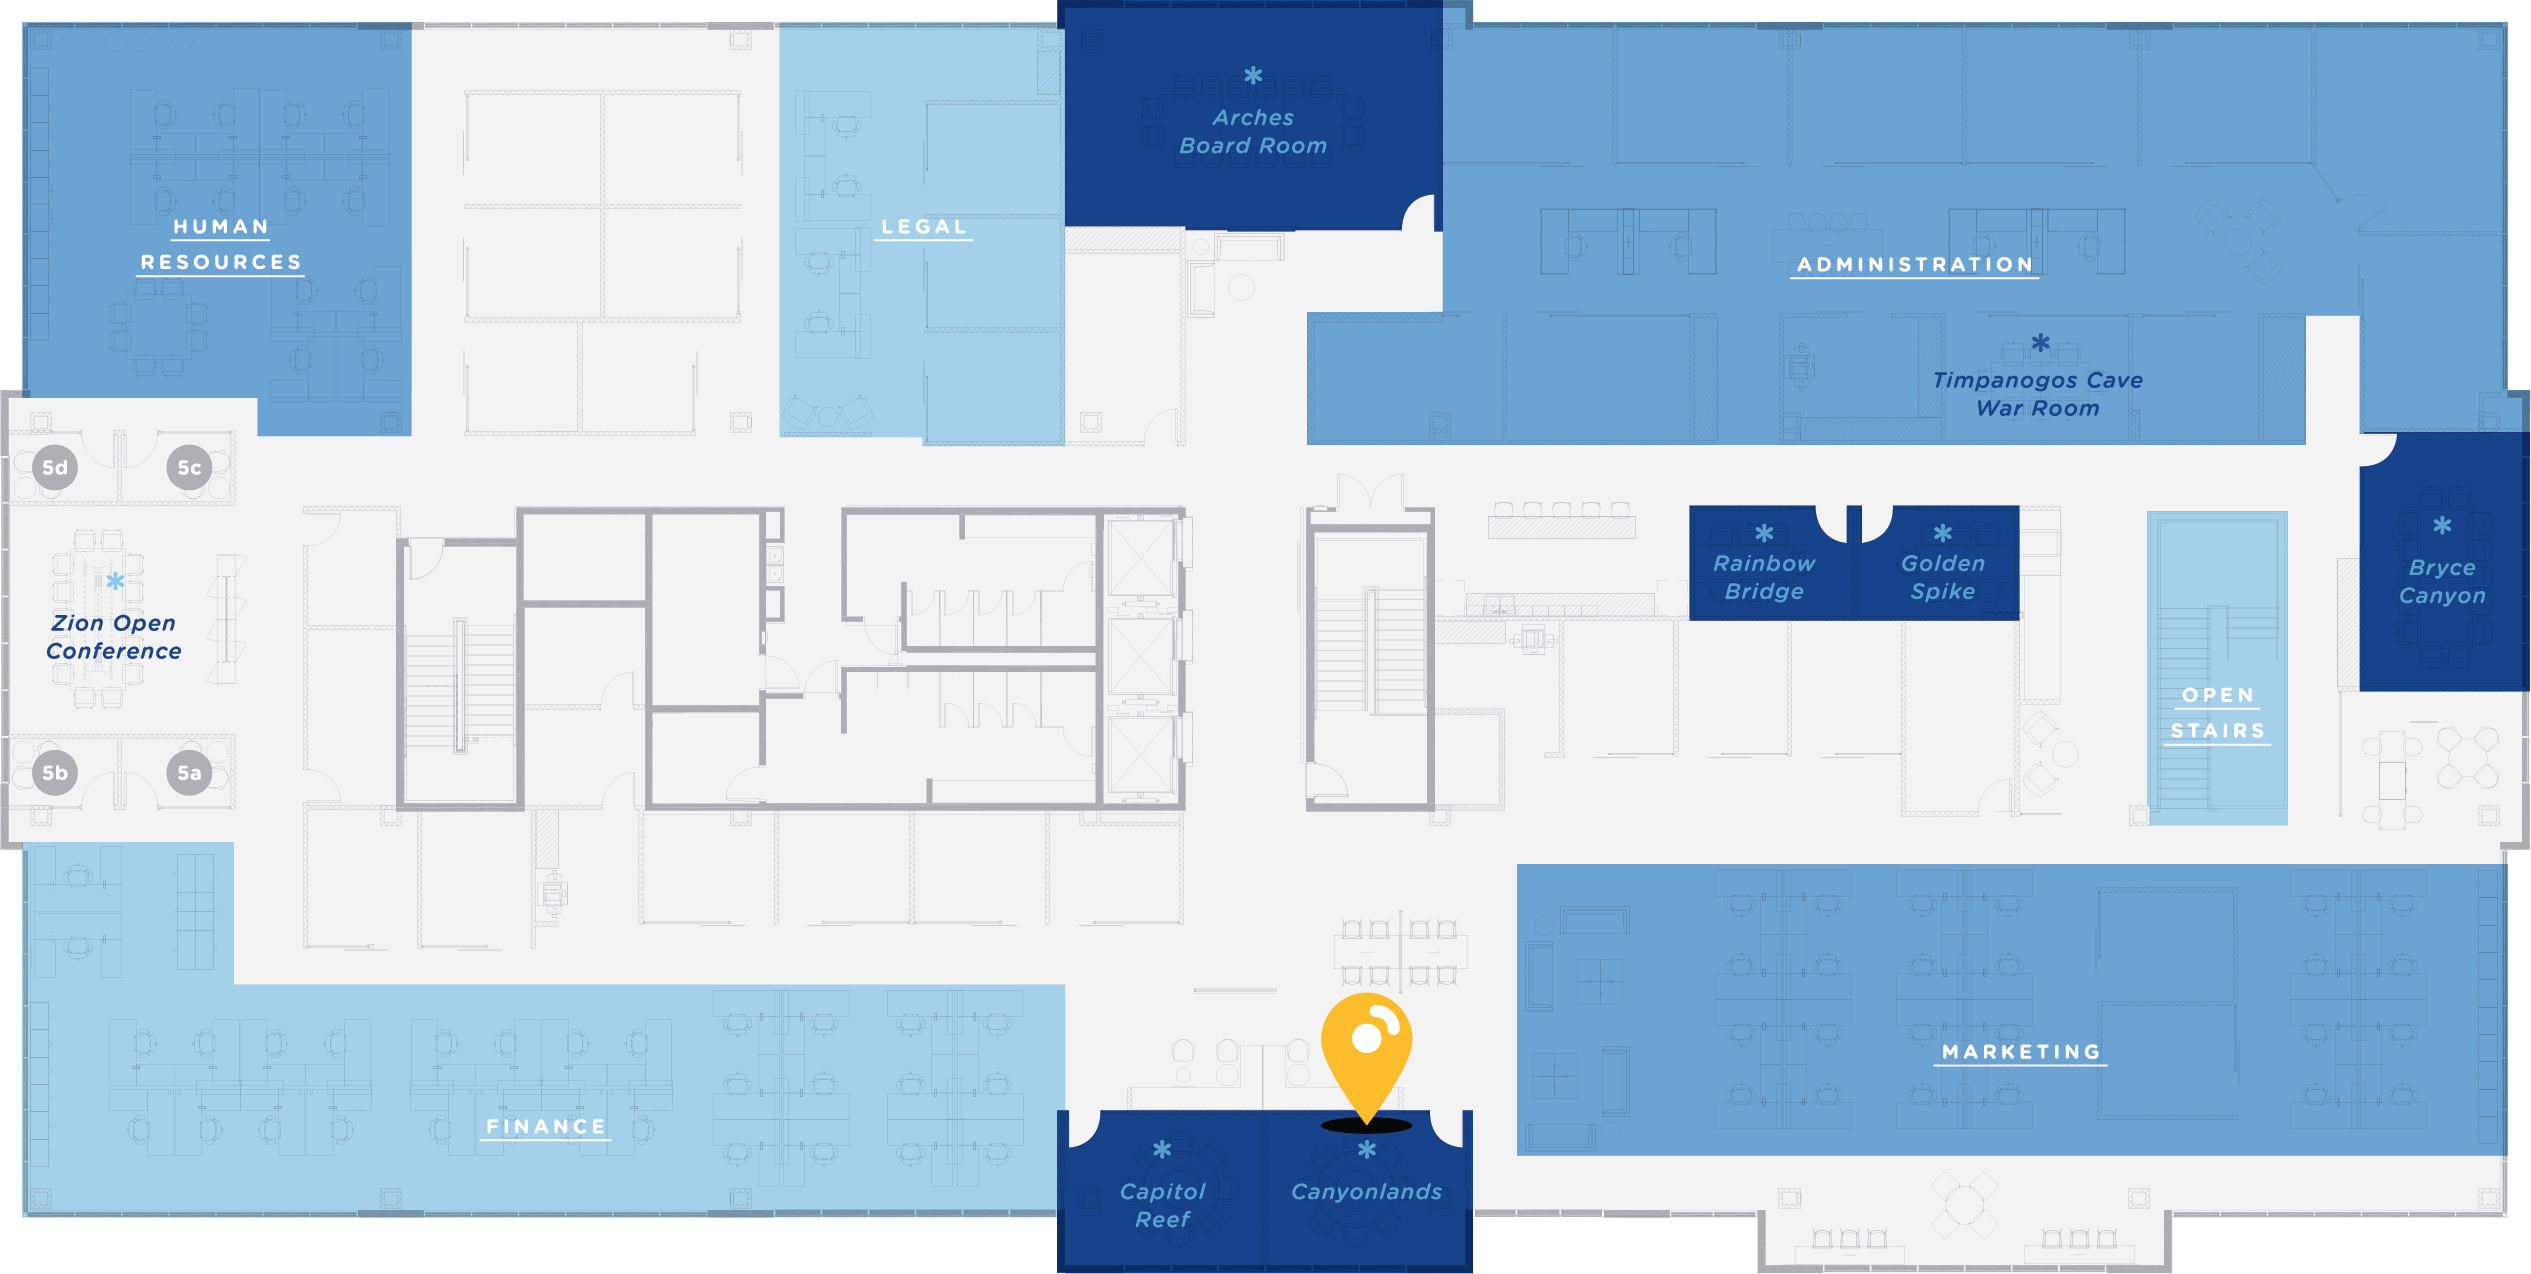 Arches
Board Room
HUMAN
RESOURCES
LEGAL
ADMINISTRATION
Timpanogos Cave
War Room
5d
5c
Rainbow
Bridge
Golden
Spike
Bryce
Canyon
Zion Open
Conference
OPEN
STAIRS
5b
5a
MARKETING
FINANCE
Capitol
Reef
Canyonlands